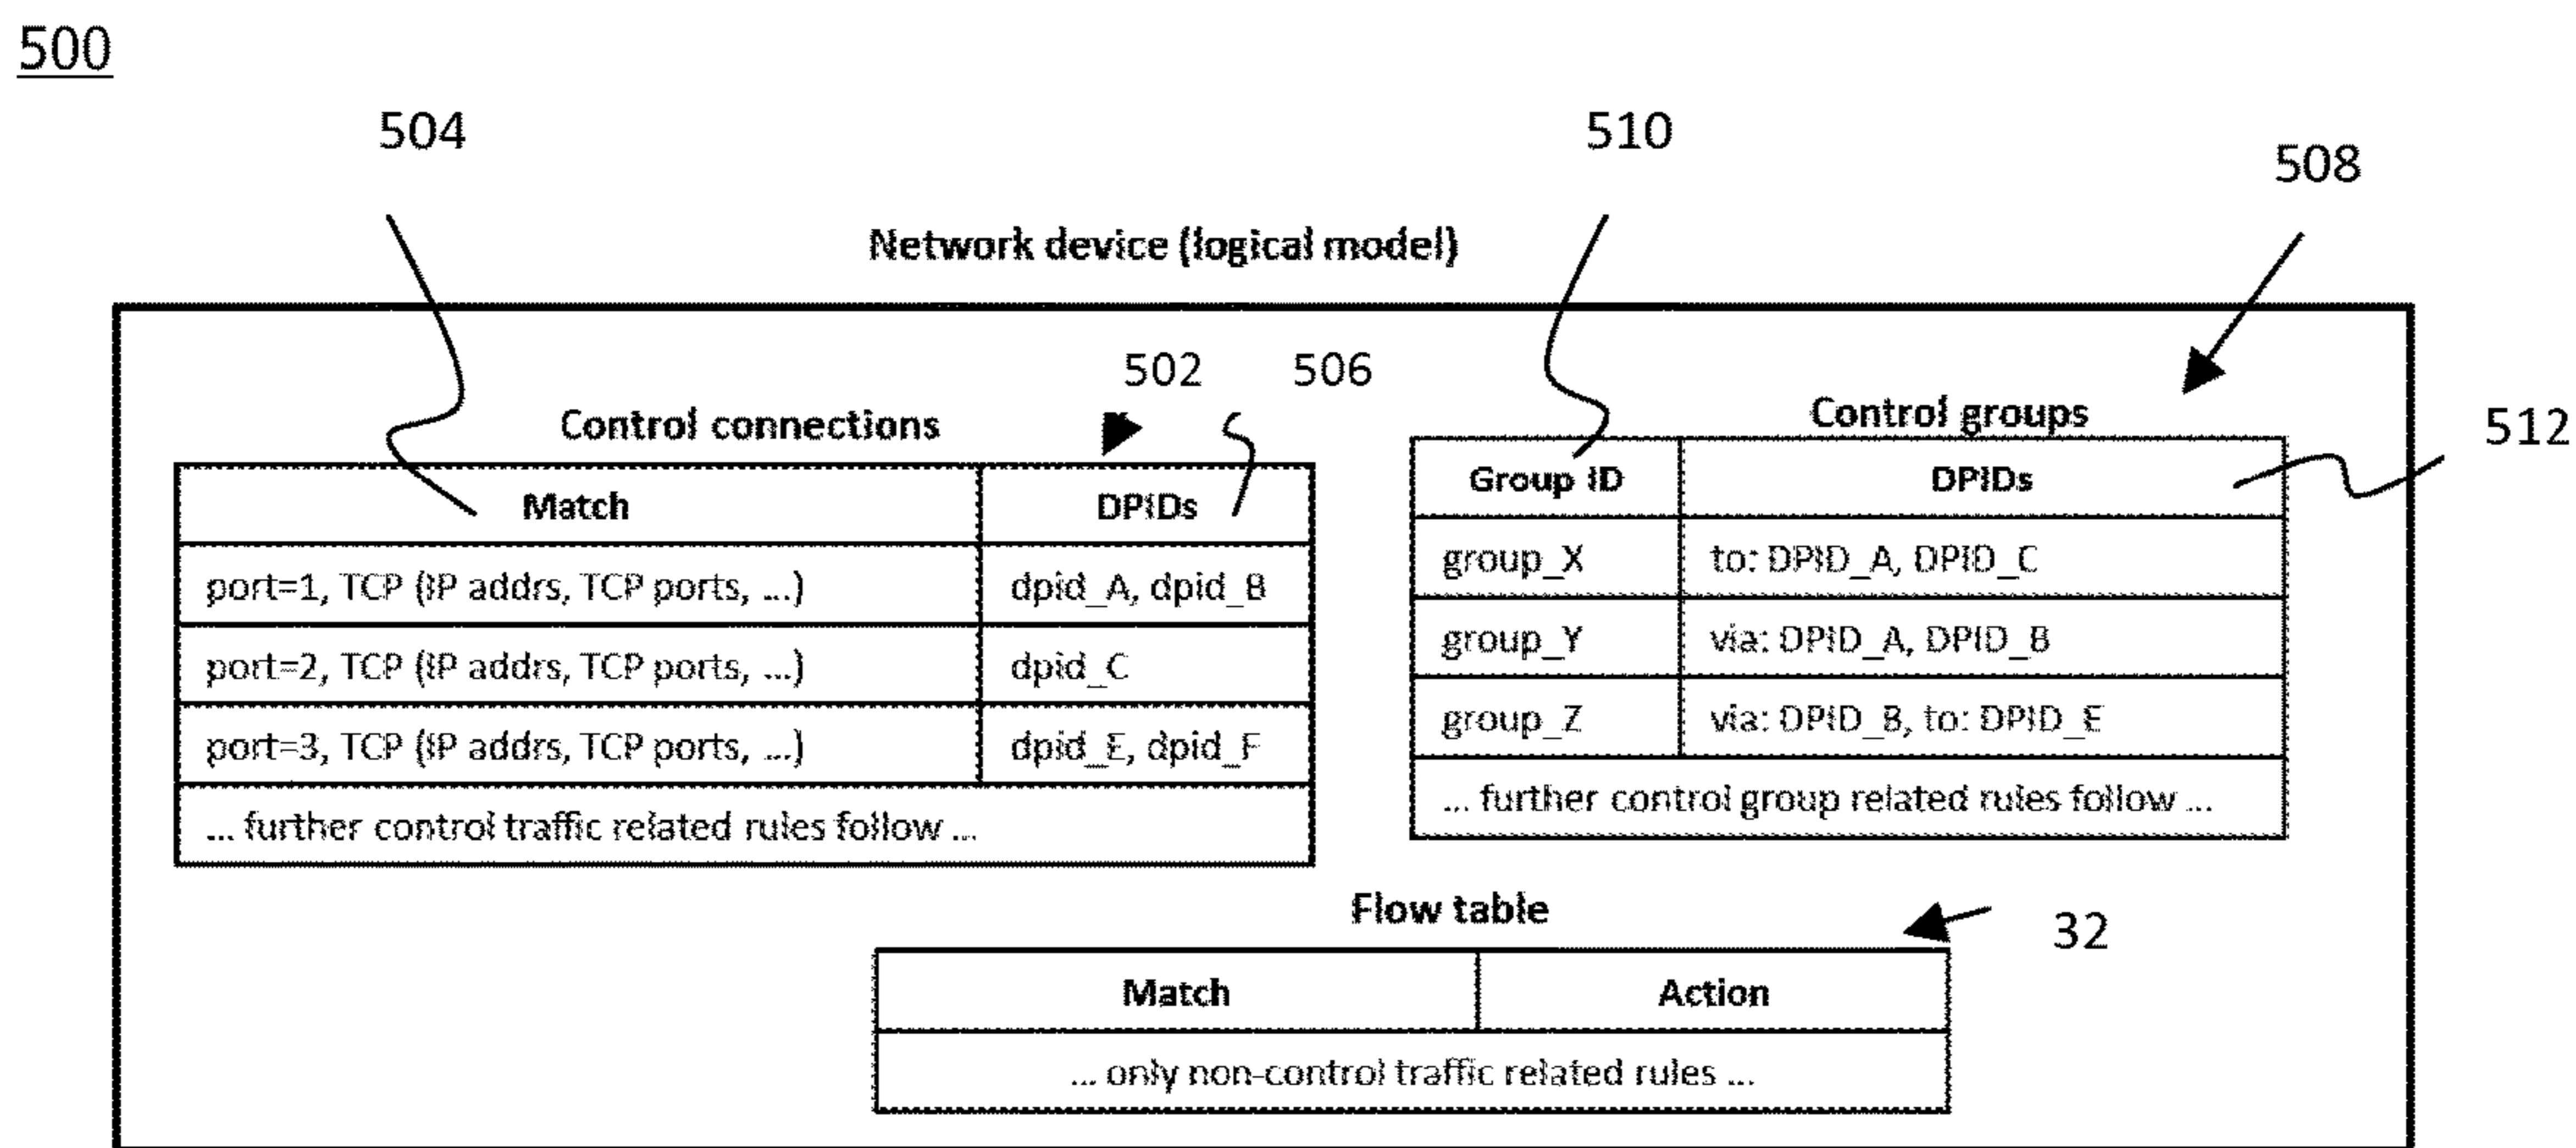 500
504
510
508
Network device (logical model)
502
506
Control connections
Control groups
512
Match
DPIDs
port=1, TCP (IP addrs, TCP ports, ...)
dpid_A, dpid_B
port=2, TCP (IP addrs, TCP ports, ...)
dpid_C
port=3, TCP (IP addrs, TCP ports, ...)
dpid_E, dpid_F
... further control traffic related rules follow ...
Group ID
DPIDs
group_X
to: DPID_A, DPID_C
group_Y
via: DPID_A, DPID_B
group_Z
via: DPID_B, to: DPID_E
... further control group related rules follow ...
Flow table
32
Match
Action
... only non-control traffic related rules ...